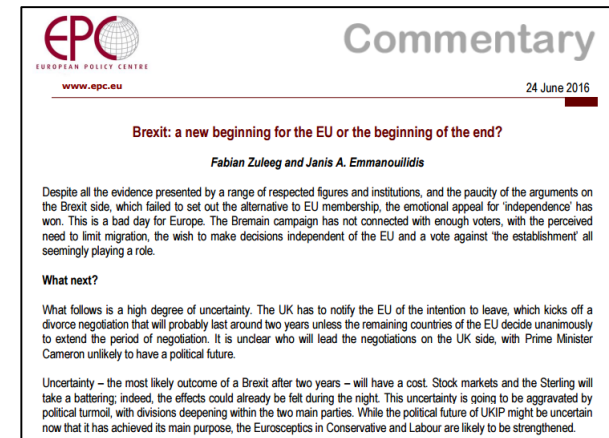 EPC
Commentary
EUROPEAN POLICY CENTRE
www.epc.eu
24 June 2016
Brexit: a new beginning for the EU or the beginning of the end?
Fabian Zuleeg and Janis A. Emmanouilidis
Despite all the evidence presented by a range of respected figures and institutions, and the paucity of the arguments on
the Brexit side, which failed to set out the alternative to EU membership, the emotional appeal for ‘independence’ has
won. This is a bad day for Europe. The Bremain campaign has not connected with enough voters, with the perceived
need to limit migration, the wish to make decisions independent of the EU and a vote against ‘the establishment’ all
seemingly playing a role.
What next?
What follows is a high degree of uncertainty. The UK has to notify the EU of the intention to leave, which kicks off a
divorce negotiation that will probably last around two years unless the remaining countries of the EU decide unanimously
to extend the period of negotiation. It is unclear who will lead the negotiations on the UK side, with Prime Minister
Cameron unlikely to have a political future.
Uncertainty – the most likely outcome of a Brexit after two years – will have a cost. Stock markets and the Sterling will
take a battering; indeed, the effects could already be felt during the night. This uncertainty is going to be aggravated by
political turmoil, with divisions deepening within the two main parties. While the political future of UKIP might be uncertain
now that it has achieved its main purpose, the Eurosceptics in Conservative and Labour are likely to be strengthened.